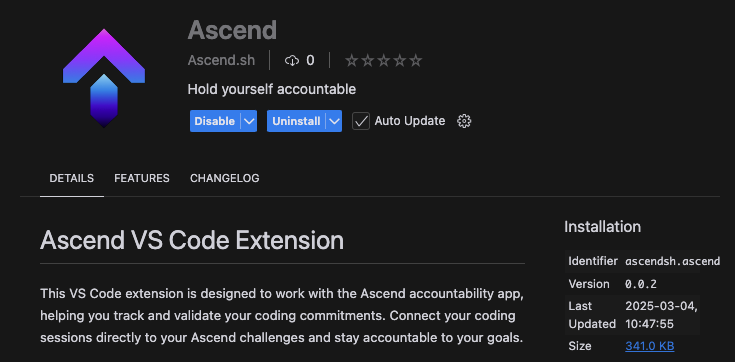 Ascend
Ascend.sh 0
Hold yourself accountable
Disable Uninstall Auto Update
DETAILS FEATURES CHANGELOG
Ascend VS Code Extension
This VS Code extension is designed to work with the Ascend accountability app,
helping you track and validate your coding commitments. Connect your coding
sessions directly to your Ascend challenges and stay accountable to your goals.
Installation
Identifier ascendsh.ascend
Version 0.0.2
Last 2025-03-04,
Updated 10:47:55
Size 341.0 KB